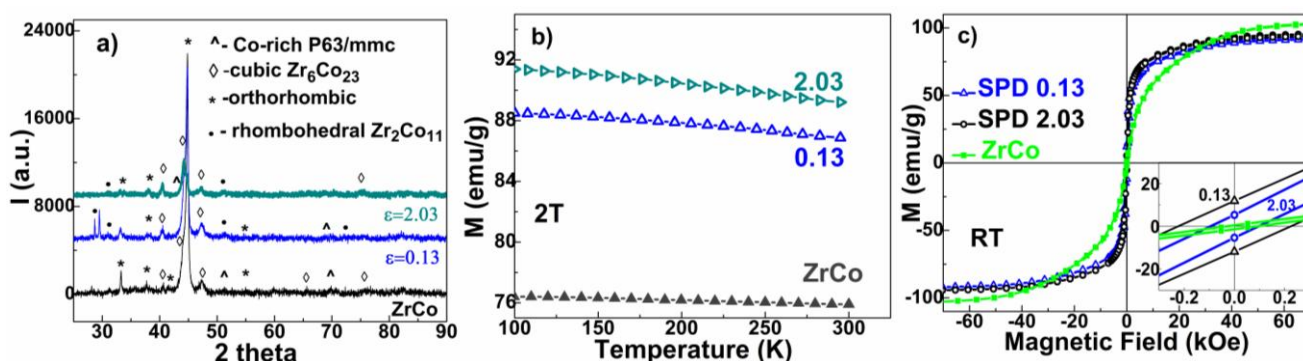 a)
^- Co-rich P63/mmc
◇-cubic Zr6Co23
*-orthorhombic
•- rhombohedral Zr2Co11
I (a.u.)
24000
16000
8000
0
ε=2.03
ε=0.13
ZrCo
30 40 50 60 70 80 90
2 theta
b)
M (emu/g)
92
88
84
80
76
2.03
0.13
2T
ZrCo
100 150 200 250 300
Temperature (K)
c)
M (emu/g)
100
50
0
-50
-100
SPD 0.13
SPD 2.03
ZrCo
RT
20
0
-20
0.13
2.03
-0.2 0.0 0.2
-60 -40 -20 0 20 40 60
Magnetic Field (kOe)